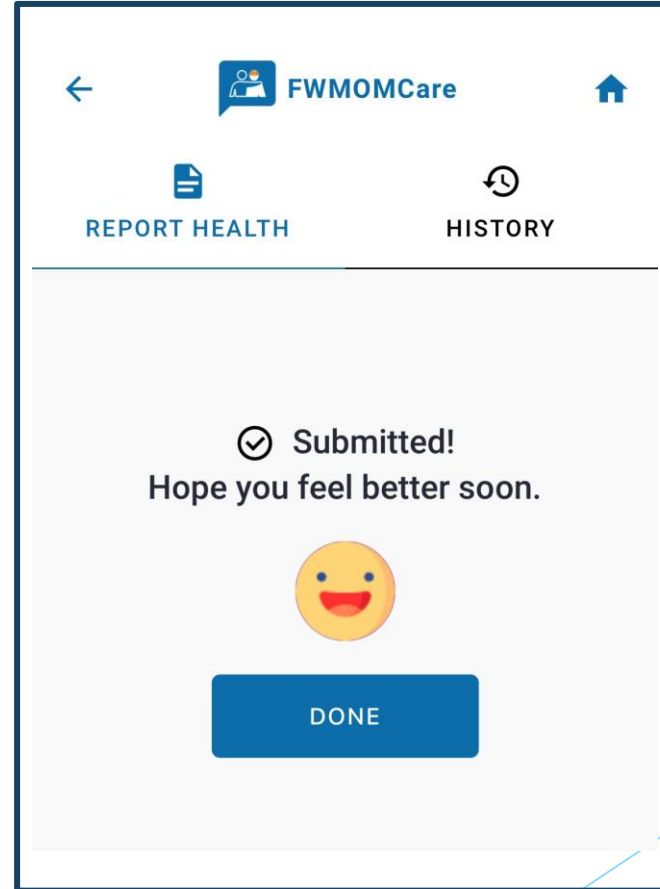 FWMOMCare
REPORT HEALTH
HISTORY
Submitted!
Hope you feel better soon.
DONE